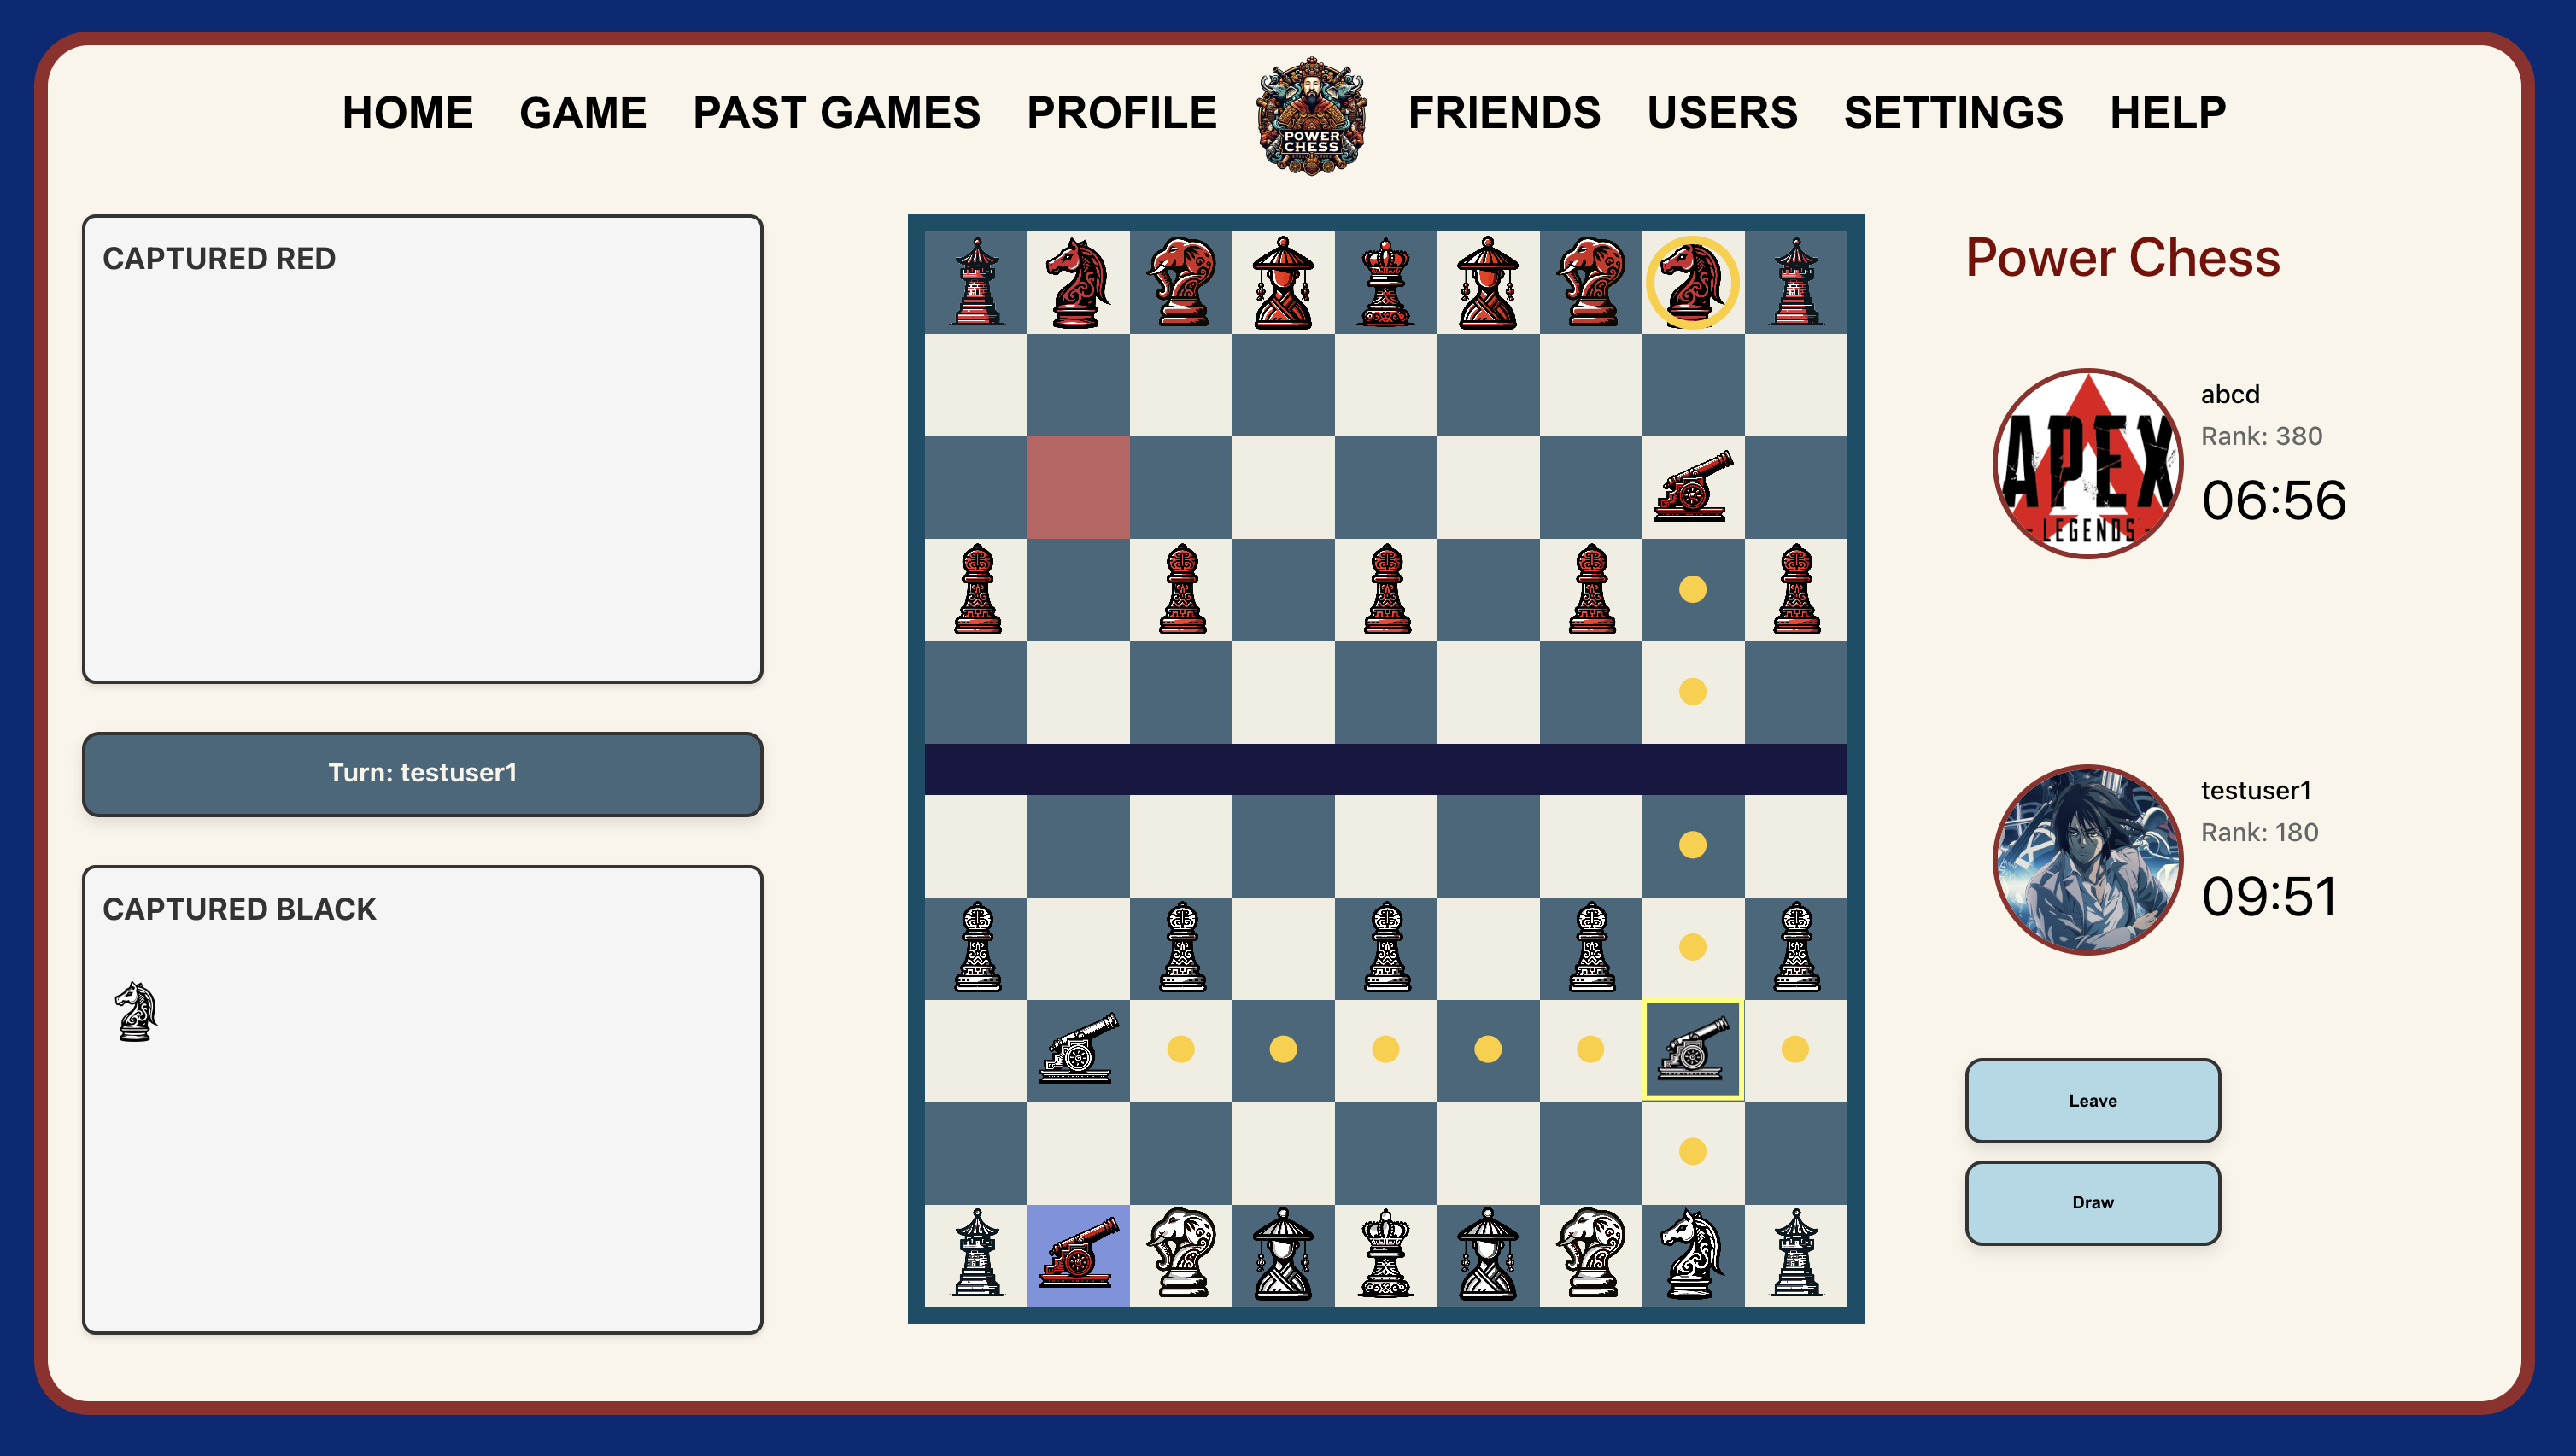 HOME GAME PAST GAMES PROFILE POWER CHESS FRIENDS USERS SETTINGS HELP
CAPTURED RED
Turn: testuser1
CAPTURED BLACK
Power Chess
abcd
Rank: 380
06:56
APEX
LEGENDS
testuser1
Rank: 180
09:51
Leave
Draw